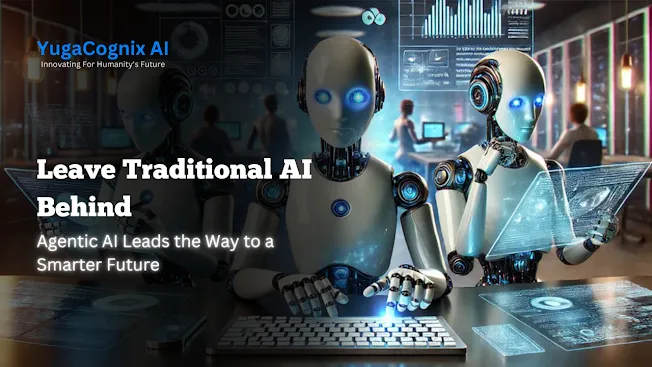 YugaCognix AI
Innovating For Humanity's Future
Leave Traditional AI
Behind
Agentic AI Leads the Way to a
Smarter Future